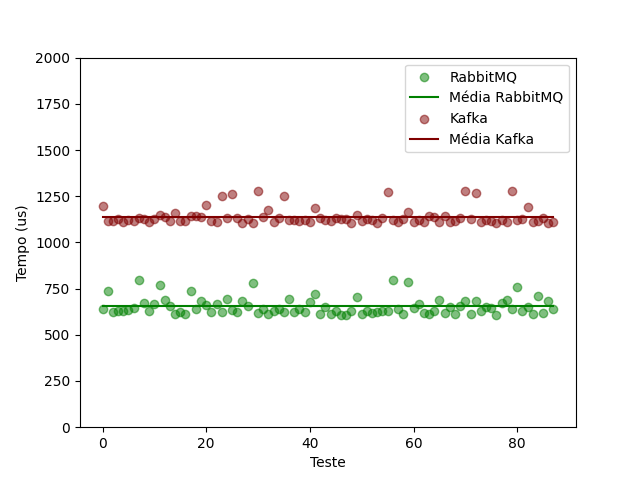 2000
1750
1500
1250
1000
750
500
250
0
Tempo (us)
RabbitMQ
Média RabbitMQ
Kafka
Média Kafka
0 20 40 60 80
Teste